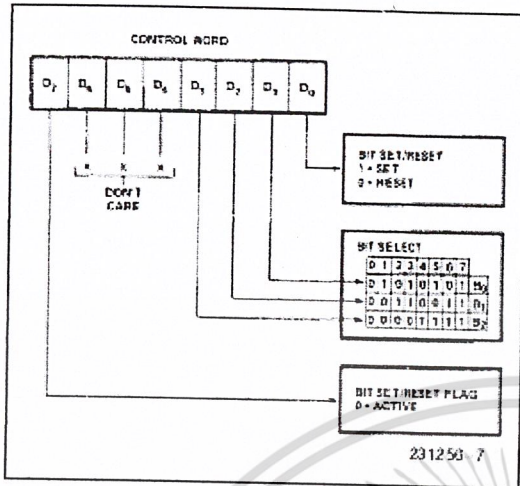 CONTROL WORD
D7 D6 D5 D4 D3 D2 D1 D0
X X X
DON'T
CARE
BIT SET/RESET
1 = SET
0 = RESET
BIT SELECT
0 1 2 3 4 5 6 7
0 1 0 1 0 1 0 1 B0
0 0 1 1 0 0 1 1 B1
0 0 0 0 1 1 1 1 B2
BIT SET/RESET FLAG
0 = ACTIVE
231256-7